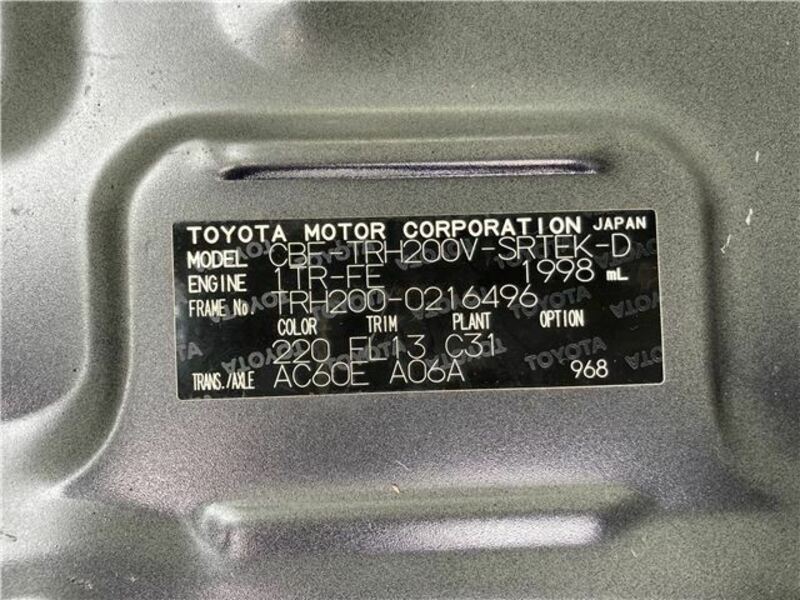 TOYOTA MOTOR CORPORATION JAPAN
MODEL CBF-TRH200V-SRTEK-D
ENGINE 1TR-FE 1998 mL
FRAME No. TRH200-0216496
COLOR TRIM PLANT OPTION
220 FL13 C31
TRANS./AXLE AC60E A06A 968